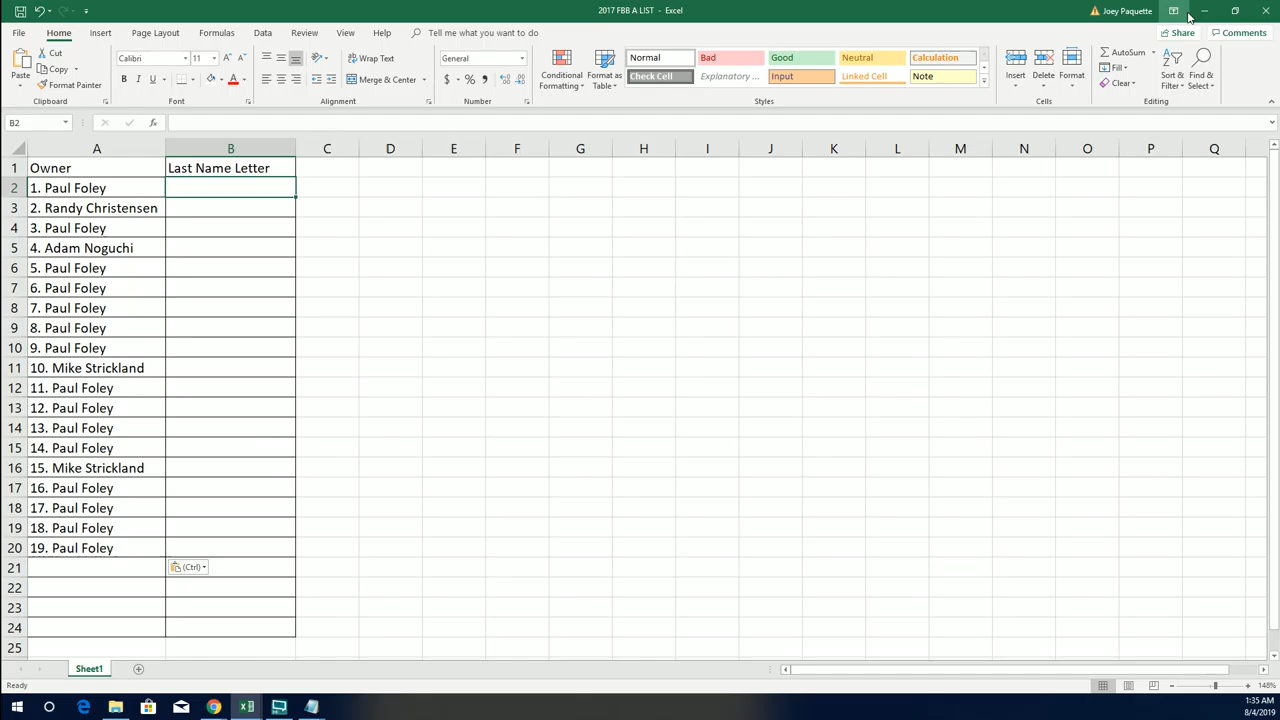 2017 FBB A LIST - Excel
Joey Paquette
File Home Insert Page Layout Formulas Data Review View Help Tell me what you want to do
Share Comments
Paste
Cut
Copy
Format Painter
Clipboard
Calibri 11
B I U
Font
Wrap Text
Merge & Center
Alignment
General
$ % ,
Number
Conditional Formatting
Format as Table
Normal Bad Good Neutral Calculation
Check Cell Explanatory ... Input Linked Cell Note
Styles
Insert Delete Format
Cells
AutoSum
Fill
Clear
Sort & Filter
Find & Select
Editing
B2 fx
A B C D E F G H I J K L M N O P Q
1 Owner Last Name Letter
2 1. Paul Foley
3 2. Randy Christensen
4 3. Paul Foley
5 4. Adam Noguchi
6 5. Paul Foley
7 6. Paul Foley
8 7. Paul Foley
9 8. Paul Foley
10 9. Paul Foley
11 10. Mike Strickland
12 11. Paul Foley
13 12. Paul Foley
14 13. Paul Foley
15 14. Paul Foley
16 15. Mike Strickland
17 16. Paul Foley
18 17. Paul Foley
19 18. Paul Foley
20 19. Paul Foley
21 (Ctrl)
22
23
24
25
Sheet1
Ready
148%
1:35 AM
8/4/2019